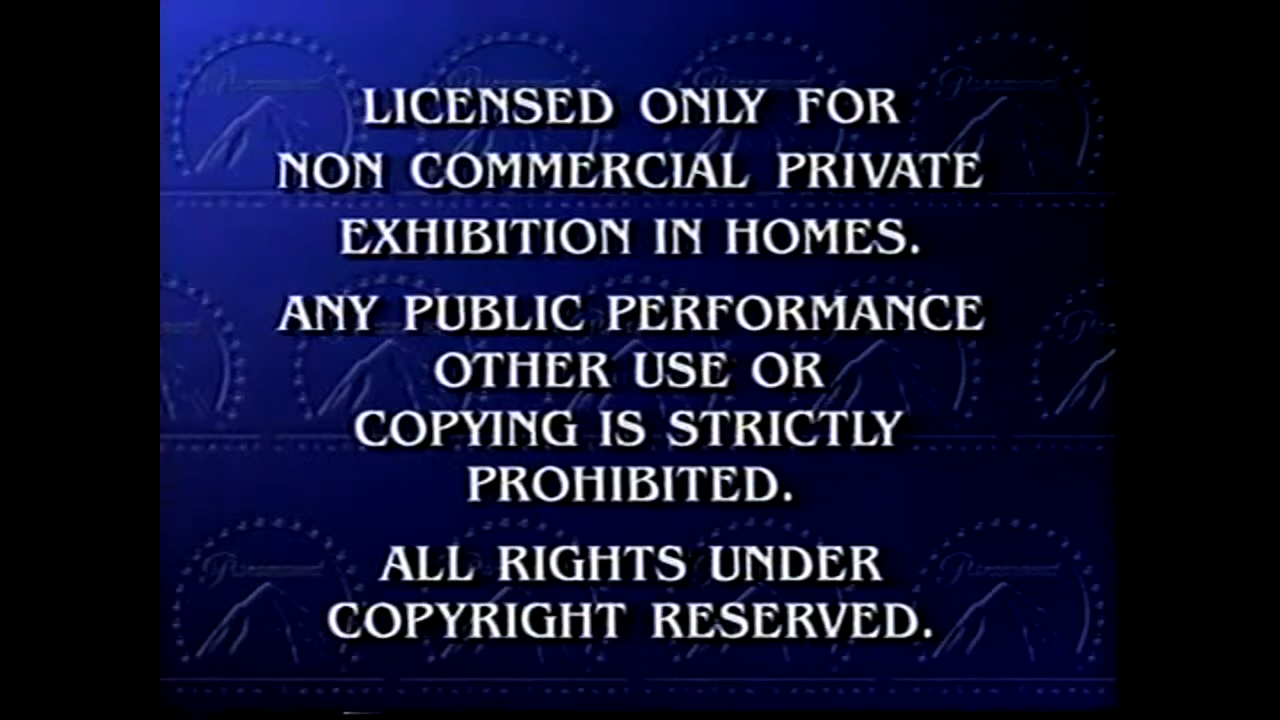 LICENSED ONLY FOR
NON COMMERCIAL PRIVATE
EXHIBITION IN HOMES.
ANY PUBLIC PERFORMANCE
OTHER USE OR
COPYING IS STRICTLY
PROHIBITED.
ALL RIGHTS UNDER
COPYRIGHT RESERVED.